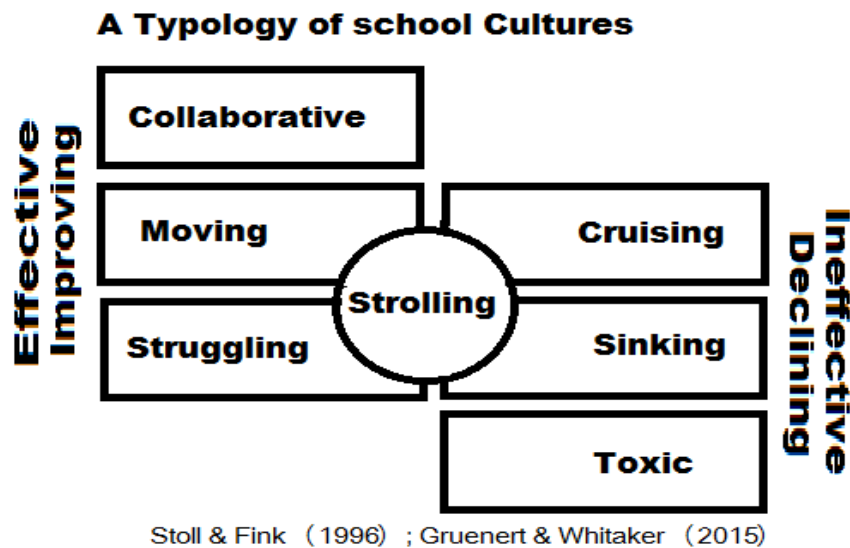 A Typology of school Cultures
Effective
Improving
Collaborative
Moving
Cruising
Strolling
Struggling
Sinking
Toxic
Ineffective
Declining
Stoll & Fink （1996） ; Gruenert & Whitaker （2015）